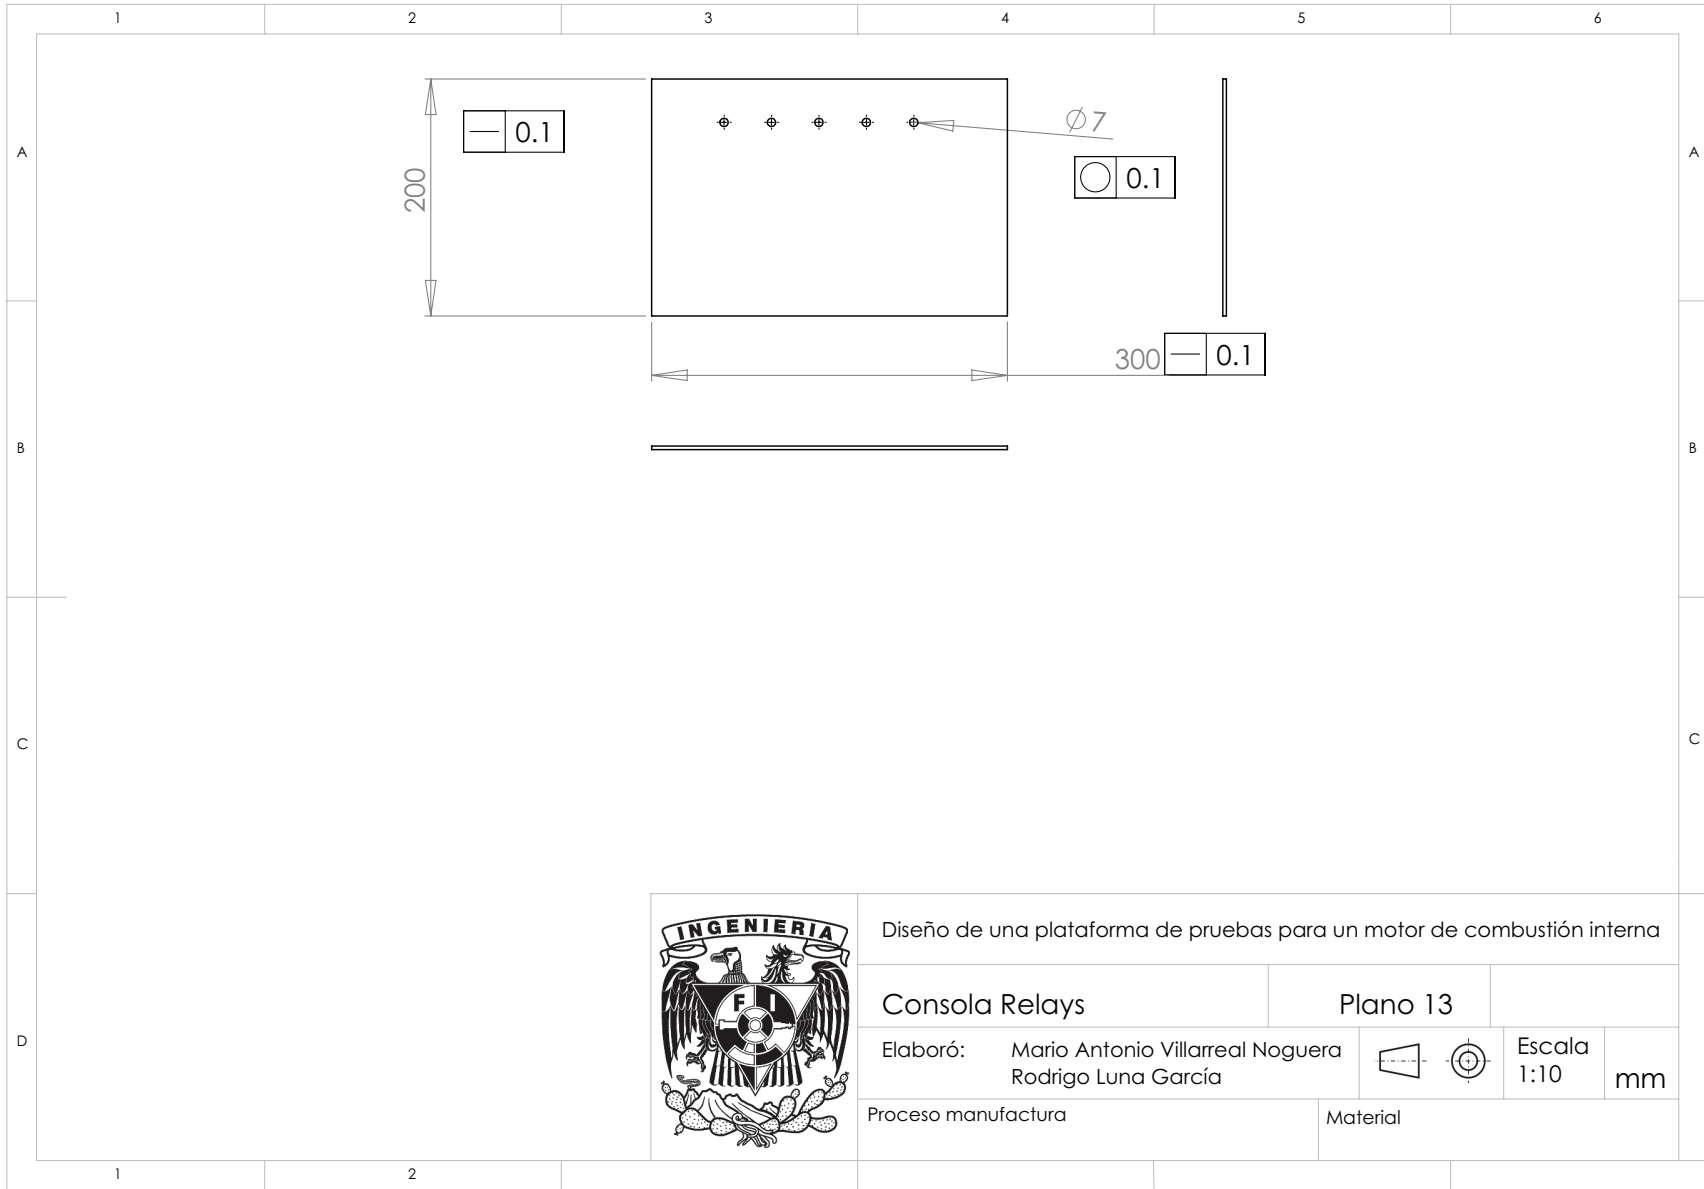 1 2 3 4 5 6
A A
0.1
∅7
200
0.1
300 0.1
B B
C C
D
INGENIERIA
F I
Diseño de una plataforma de pruebas para un motor de combustión interna
Consola Relays Plano 13
Elaboró: Mario Antonio Villarreal Noguera
Rodrigo Luna García
Escala
1:10
mm
Proceso manufactura
Material
1 2